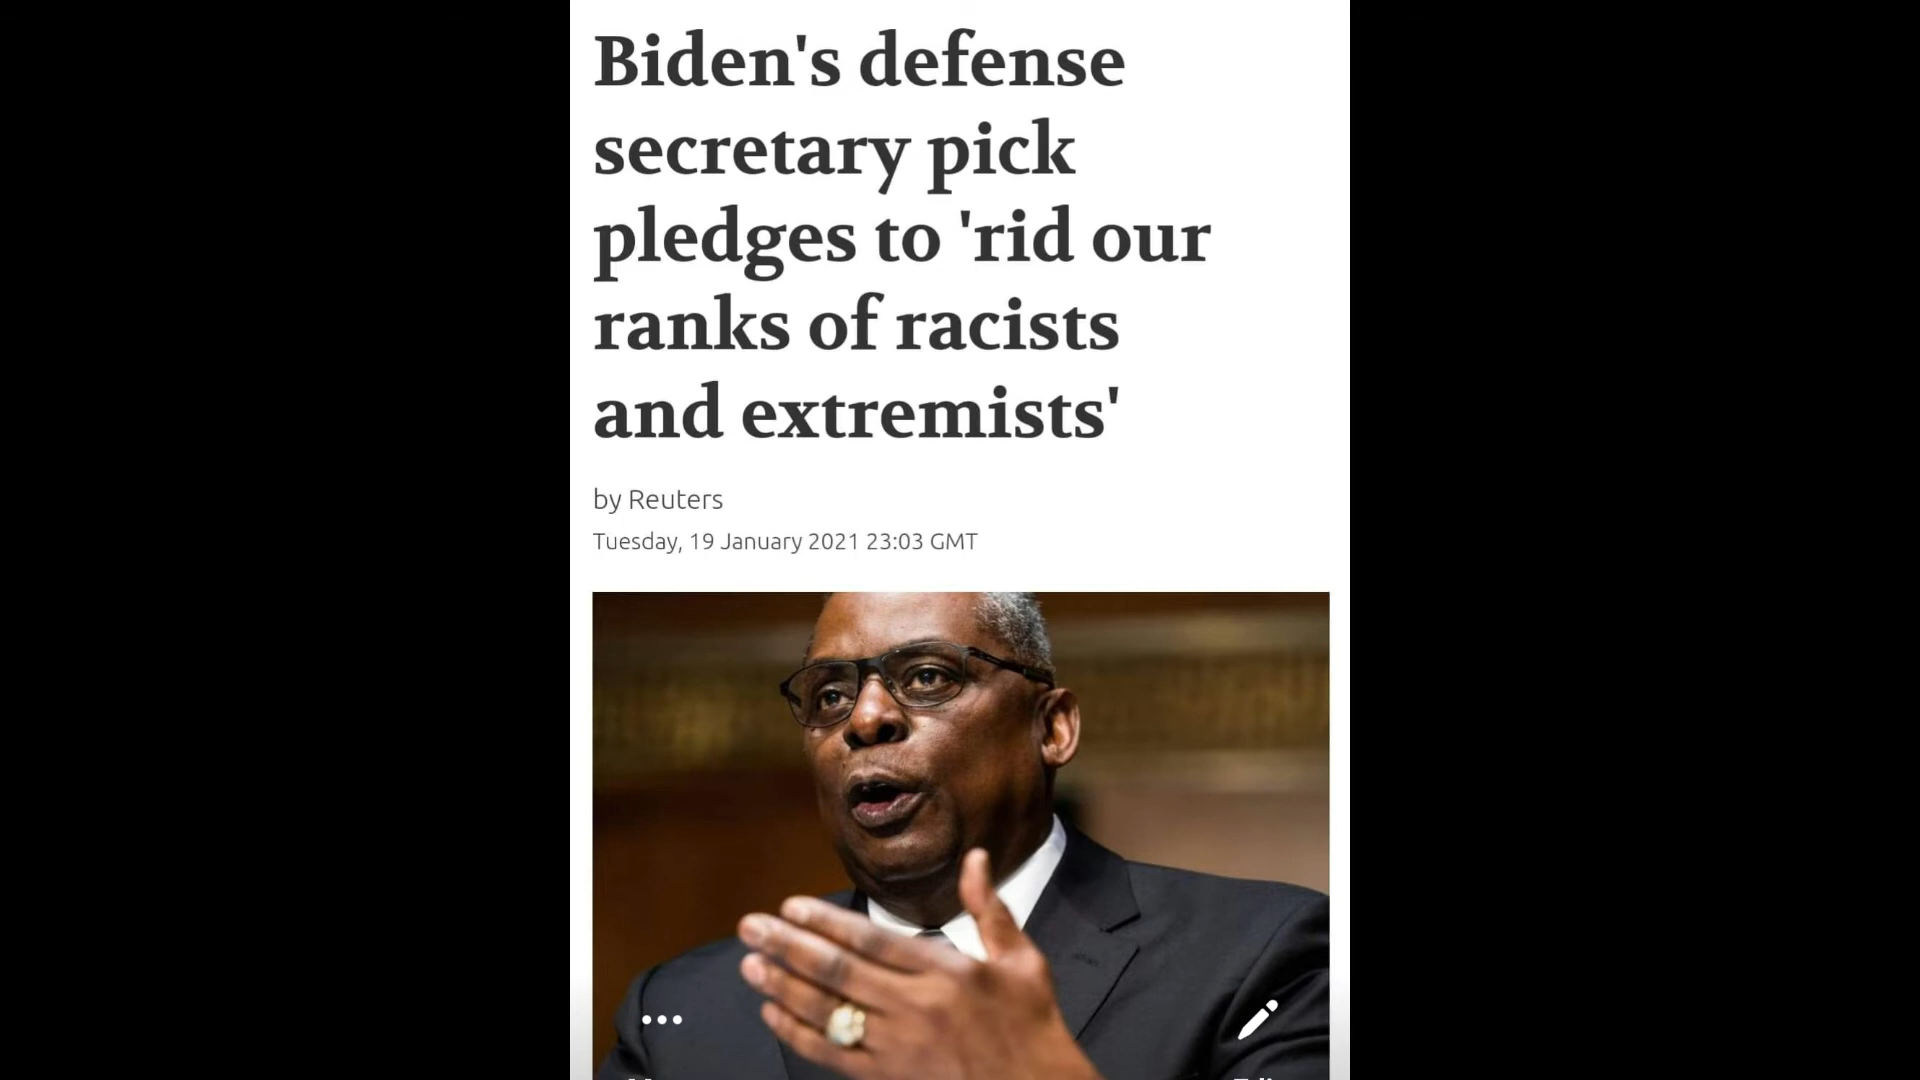 Biden's defense
secretary pick
pledges to 'rid our
ranks of racists
and extremists'
by Reuters
Tuesday, 19 January 2021 23:03 GMT